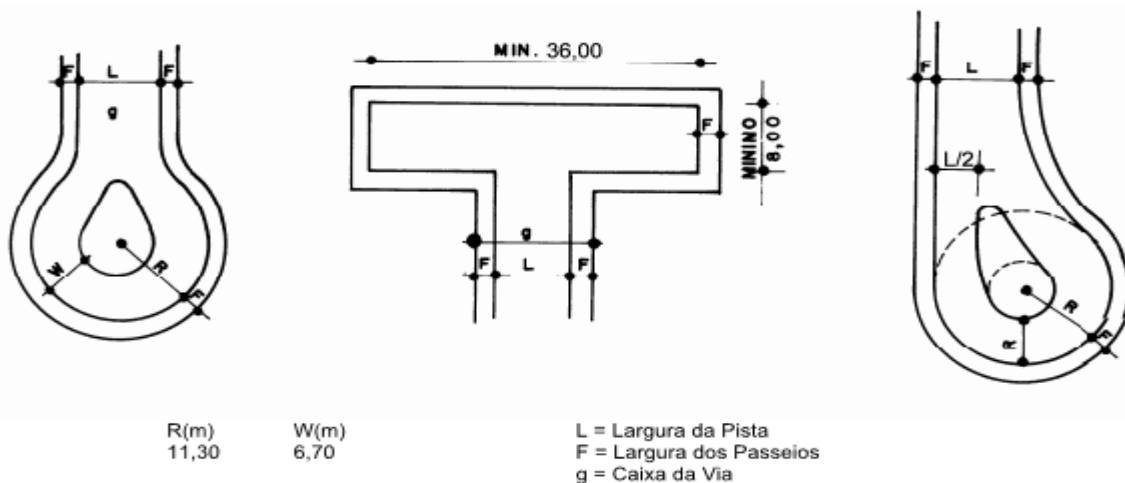 F L F
g
W R F
MIN. 36,00
F
MININO
8,00
g
F L F
F L F
L/2
R F
R
R(m) W(m)
11,30 6,70
L = Largura da Pista
F = Largura dos Passeios
g = Caixa da Via